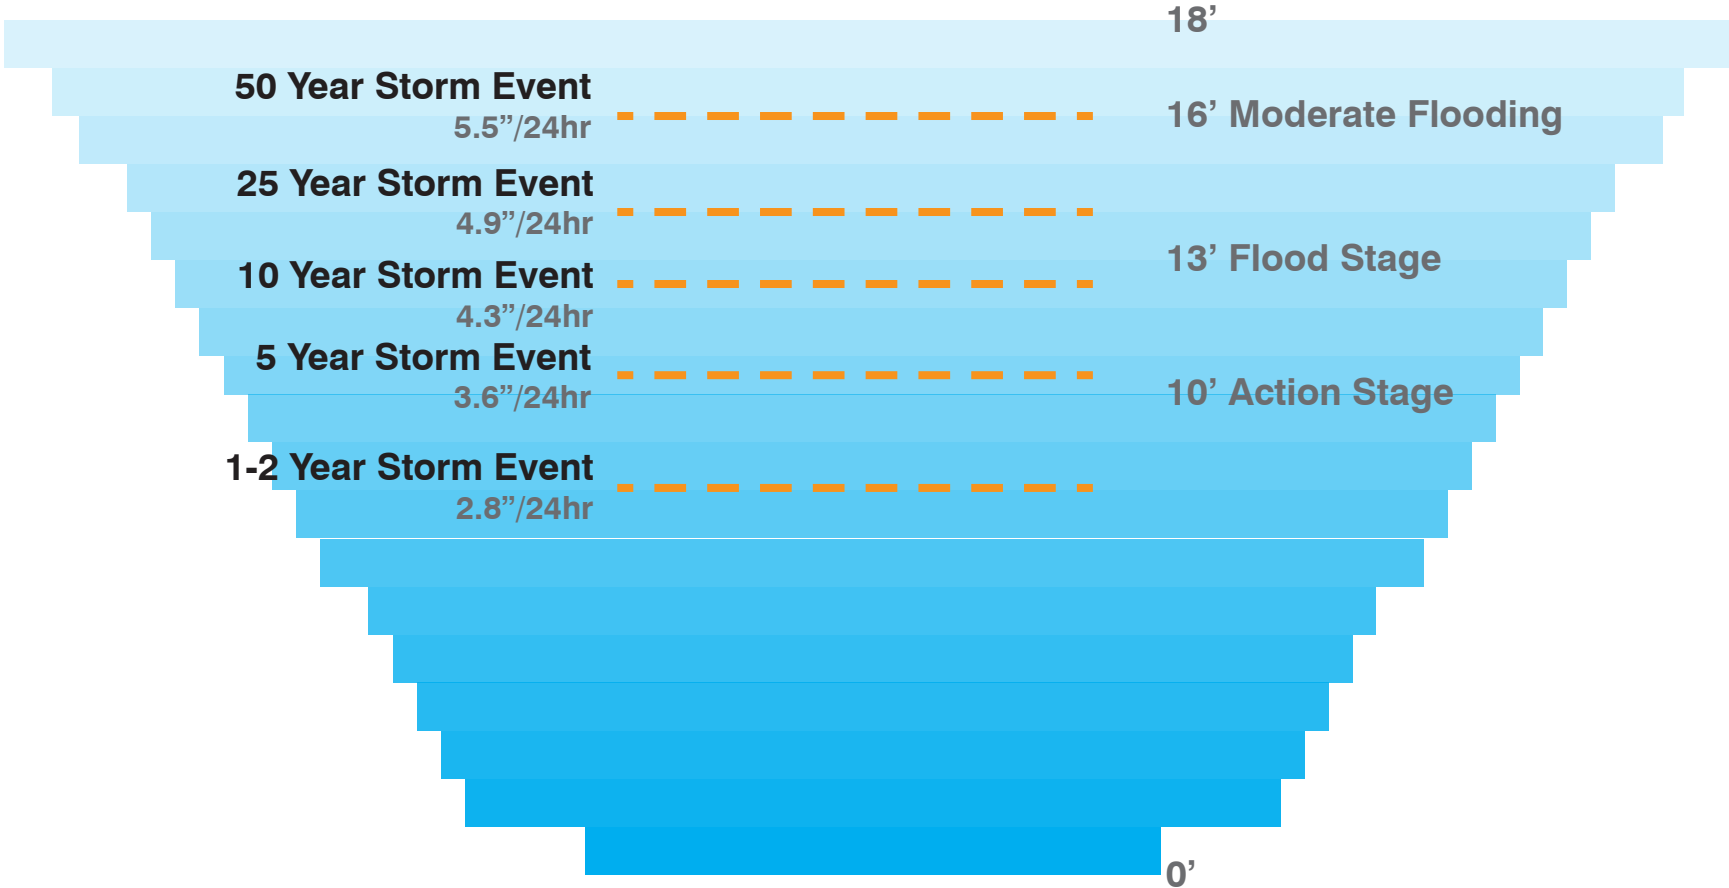 18’
50 Year Storm Event
5.5”/24hr
16’ Moderate Flooding
25 Year Storm Event
4.9”/24hr
13’ Flood Stage
10 Year Storm Event
4.3”/24hr
5 Year Storm Event
3.6”/24hr
10’ Action Stage
1-2 Year Storm Event
2.8”/24hr
0’